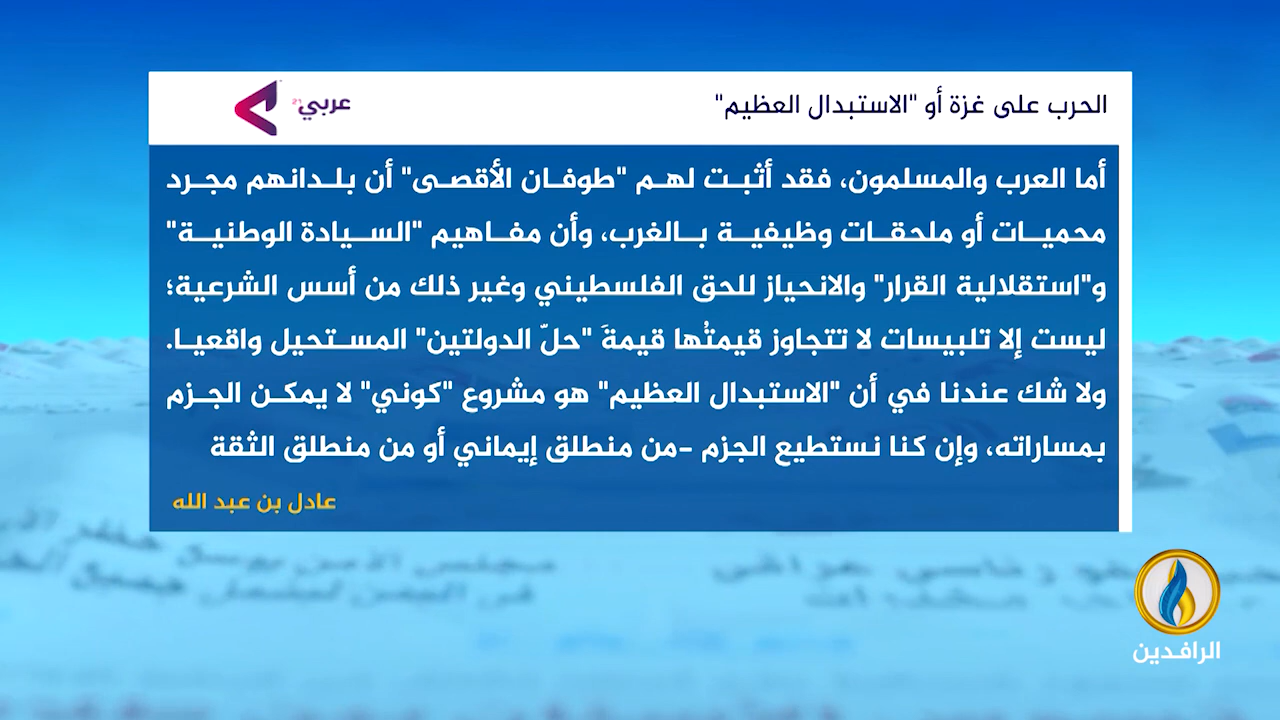 الحرب على غزة أو "الاستبدال العظيم"
عربي21
أما العرب والمسلمون، فقد أثبت لهم "طوفان الأقصى" أن بلدانهم مجرد
محميات أو ملحقات وظيفية بالغرب، وأن مفاهيم "السيادة الوطنية"
و"استقلالية القرار" والانحياز للحق الفلسطيني وغير ذلك من أسس الشرعية؛
ليست إلا تلبيسات لا تتجاوز قيمتُها قيمةَ "حلّ الدولتين" المستحيل واقعيا.
ولا شك عندنا في أن "الاستبدال العظيم" هو مشروع "كوني" لا يمكن الجزم
بمساراته، وإن كنا نستطيع الجزم -من منطلق إيماني أو من منطلق الثقة
عادل بن عبد الله
مجلس الأمن
الرافدين